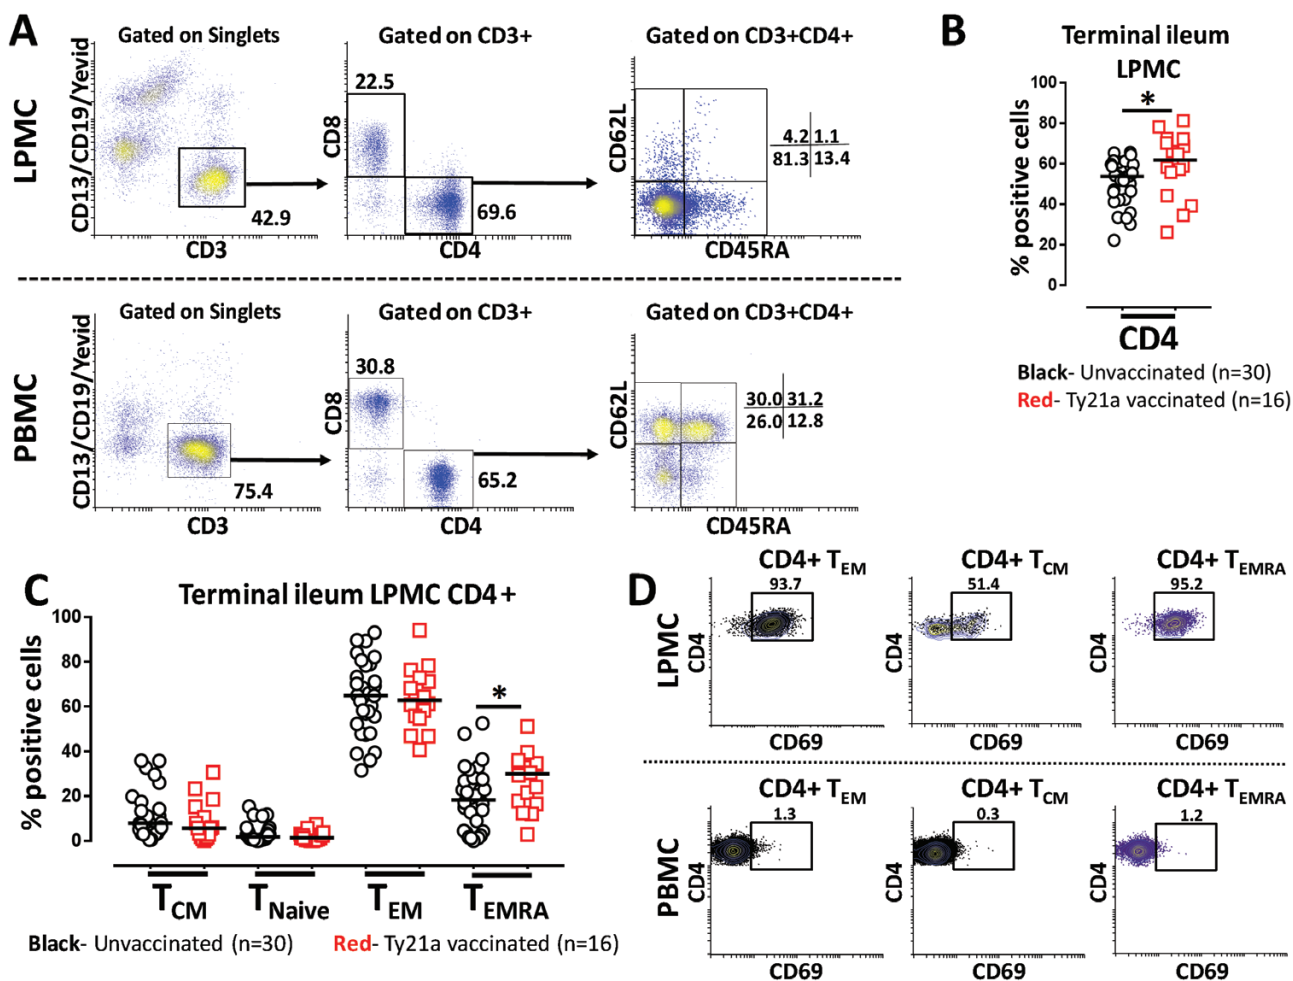 A
Gated on Singlets
Gated on CD3+
Gated on CD3+CD4+
LPMC
CD13/CD19/Yevid
42.9
CD3
CD8
22.5
69.6
CD4
CD62L
4.2 1.1
81.3 13.4
CD45RA
Gated on Singlets
Gated on CD3+
Gated on CD3+CD4+
PBMC
CD13/CD19/Yevid
75.4
CD3
CD8
30.8
65.2
CD4
CD62L
30.0 31.2
26.0 12.8
CD45RA
B
Terminal ileum
LPMC
% positive cells
100
80
60
40
20
0
*
CD4
Black- Unvaccinated (n=30)
Red- Ty21a vaccinated (n=16)
C
Terminal ileum LPMC CD4+
% positive cells
100
80
60
40
20
0
*
TCM
TNaive
TEM
TEMRA
Black- Unvaccinated (n=30)
Red- Ty21a vaccinated (n=16)
D
LPMC
CD4+ TEM
93.7
CD4
CD69
CD4+ TCM
51.4
CD4
CD69
CD4+ TEMRA
95.2
CD4
CD69
PBMC
CD4+ TEM
1.3
CD4
CD69
CD4+ TCM
0.3
CD4
CD69
CD4+ TEMRA
1.2
CD4
CD69